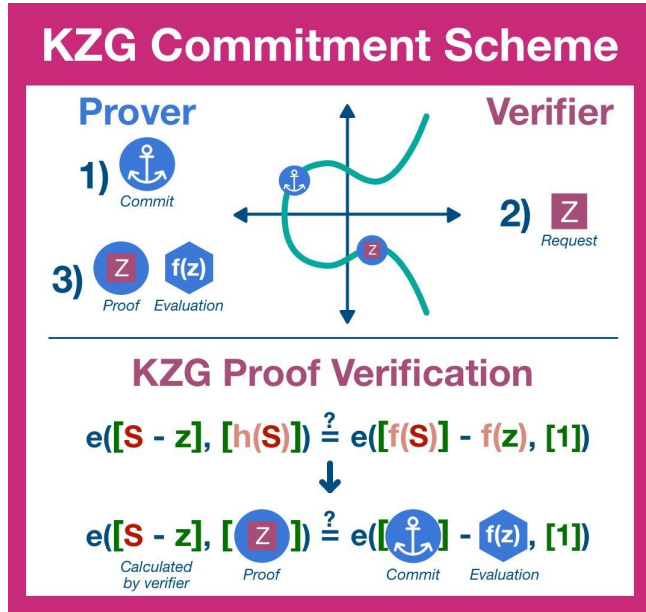 KZG Commitment Scheme
Prover
Verifier
1)
Commit
2) Z
Request
3) Z f(z)
Proof Evaluation
Z
KZG Proof Verification
e([S - z], [h(S)]) ≟ e([f(S)] - f(z), [1])
e([S - z], [Z]) ≟ e([ ] - f(z), [1])
Calculated by verifier Proof Commit Evaluation